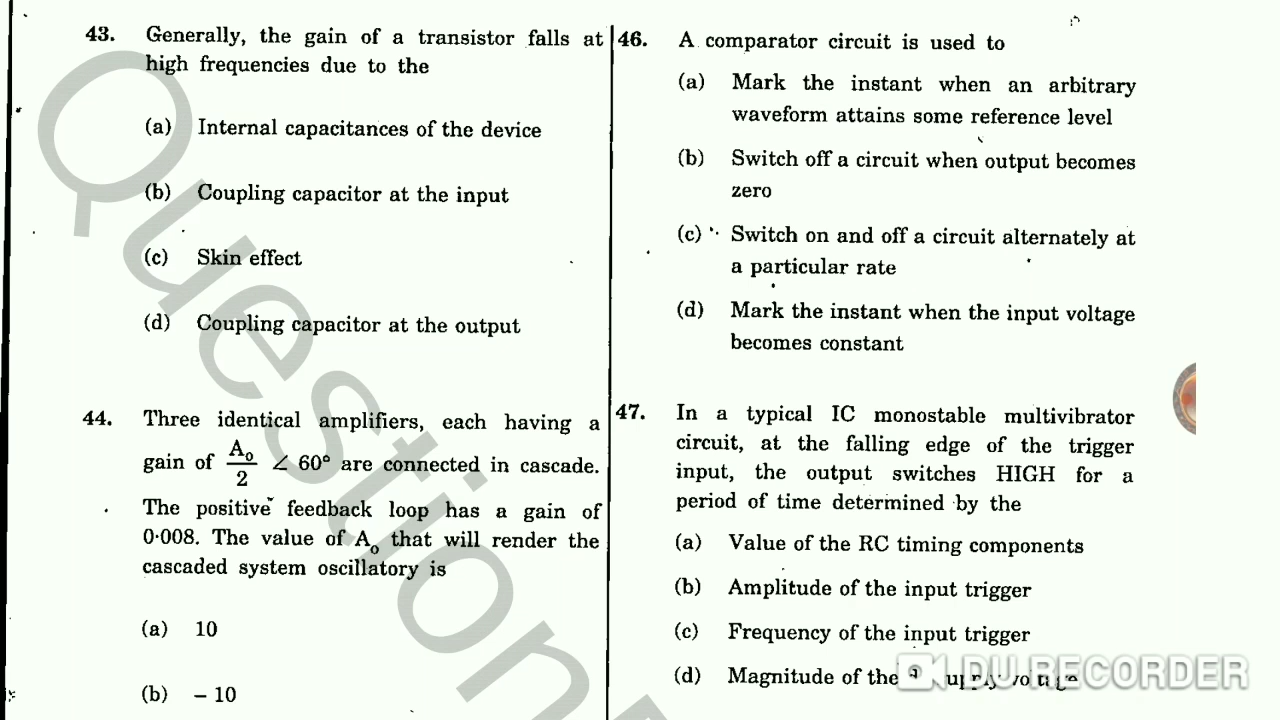 43. Generally, the gain of a transistor falls at
high frequencies due to the
(a) Internal capacitances of the device
(b) Coupling capacitor at the input
(c) Skin effect
(d) Coupling capacitor at the output
44. Three identical amplifiers, each having a
gain of A₀/2 ∠ 60° are connected in cascade.
The positive feedback loop has a gain of
0·008. The value of A₀ that will render the
cascaded system oscillatory is
(a) 10
(b) – 10
46. A comparator circuit is used to
(a) Mark the instant when an arbitrary
waveform attains some reference level
(b) Switch off a circuit when output becomes
zero
(c) Switch on and off a circuit alternately at
a particular rate
(d) Mark the instant when the input voltage
becomes constant
47. In a typical IC monostable multivibrator
circuit, at the falling edge of the trigger
input, the output switches HIGH for a
period of time determined by the
(a) Value of the RC timing components
(b) Amplitude of the input trigger
(c) Frequency of the input trigger
(d) Magnitude of the supply voltage
Question
DU RECORDER